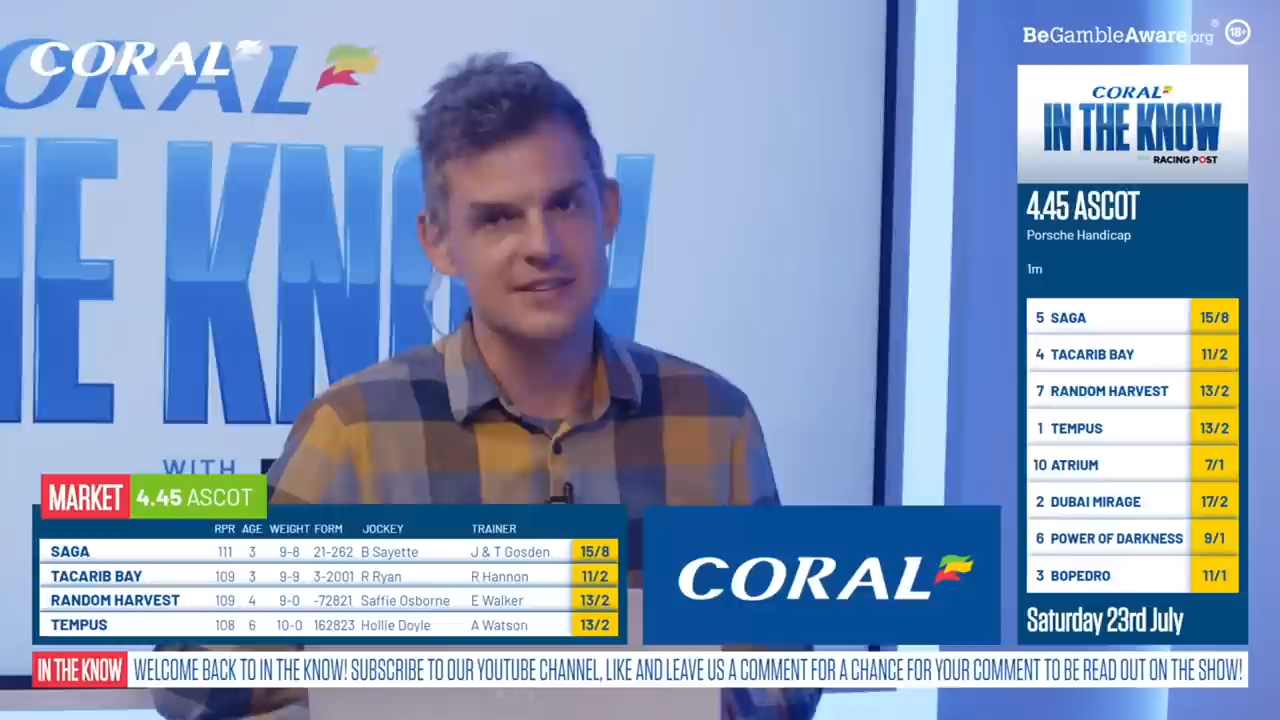 CORAL
CORAL
THE KNOW
WITH
BeGambleAware.org® 18+
CORAL
IN THE KNOW
WITH RACING POST
4.45 ASCOT
Porsche Handicap
1m
5 SAGA 15/8
4 TACARIB BAY 11/2
7 RANDOM HARVEST 13/2
1 TEMPUS 13/2
10 ATRIUM 7/1
2 DUBAI MIRAGE 17/2
6 POWER OF DARKNESS 9/1
3 BOPEDRO 11/1
Saturday 23rd July
MARKET 4.45 ASCOT
RPR AGE WEIGHT FORM JOCKEY TRAINER
SAGA 111 3 9-8 21-262 B Sayette J & T Gosden 15/8
TACARIB BAY 109 3 9-9 3-2001 R Ryan R Hannon 11/2
RANDOM HARVEST 109 4 9-0 -72821 Saffie Osborne E Walker 13/2
TEMPUS 108 6 10-0 162823 Hollie Doyle A Watson 13/2
CORAL
IN THE KNOW WELCOME BACK TO IN THE KNOW! SUBSCRIBE TO OUR YOUTUBE CHANNEL, LIKE AND LEAVE US A COMMENT FOR A CHANCE FOR YOUR COMMENT TO BE READ OUT ON THE SHOW!